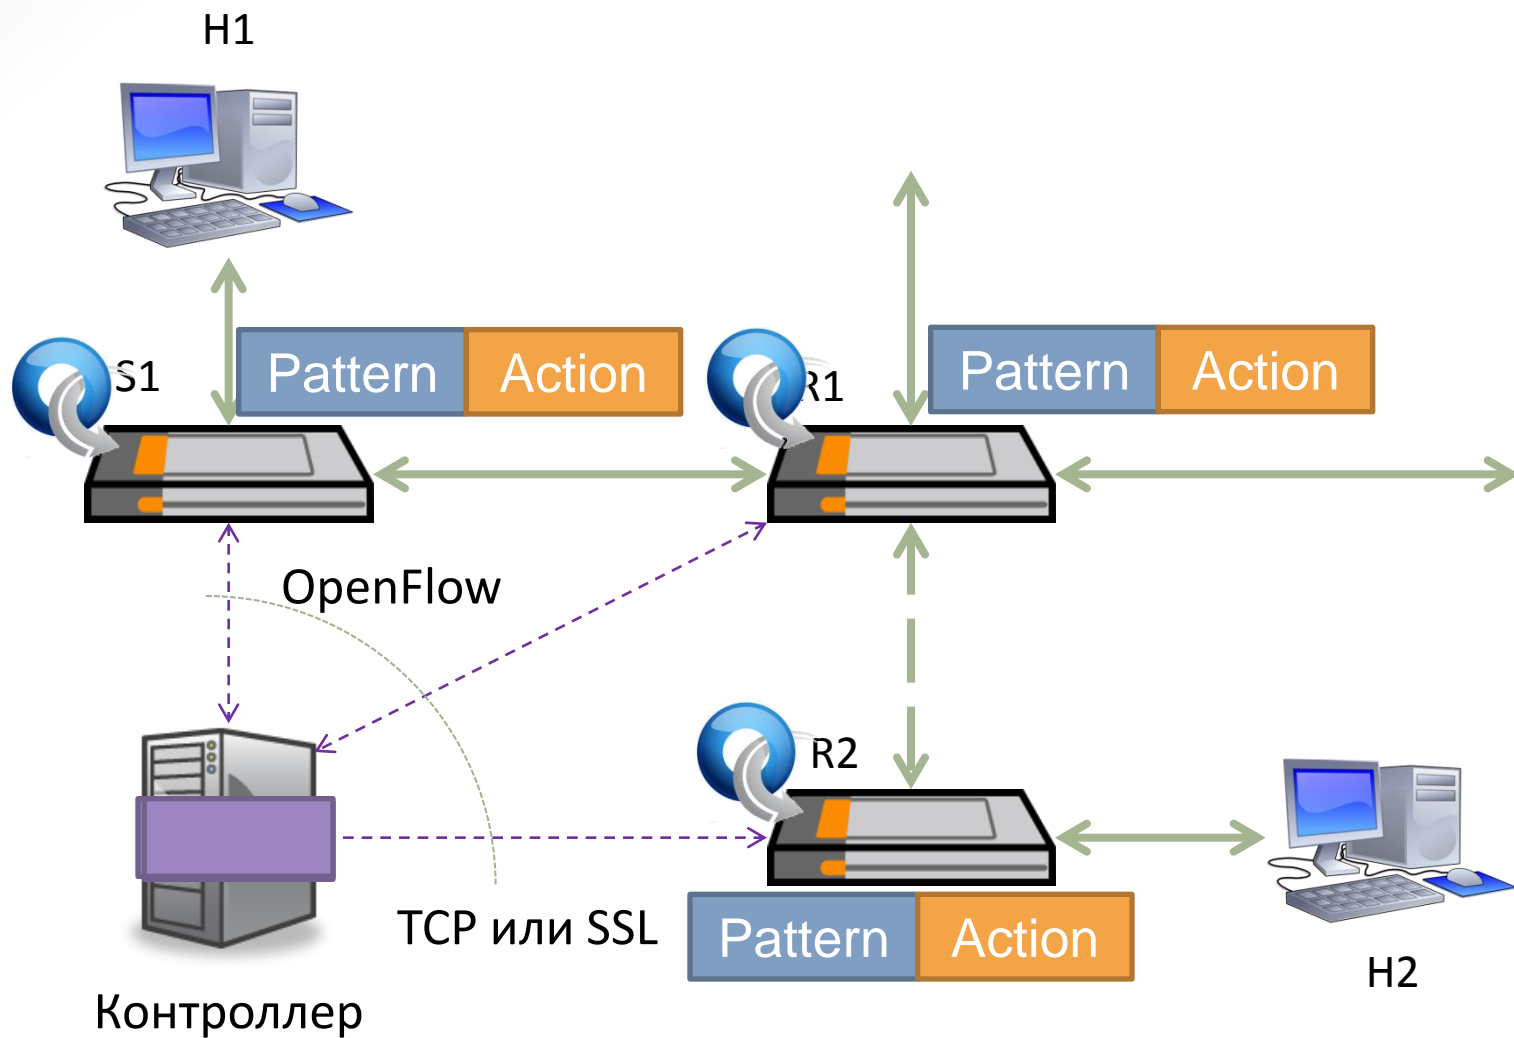 H1
S1
Pattern
Action
R1
Pattern
Action
OpenFlow
R2
TCP или SSL
Pattern
Action
H2
Контроллер